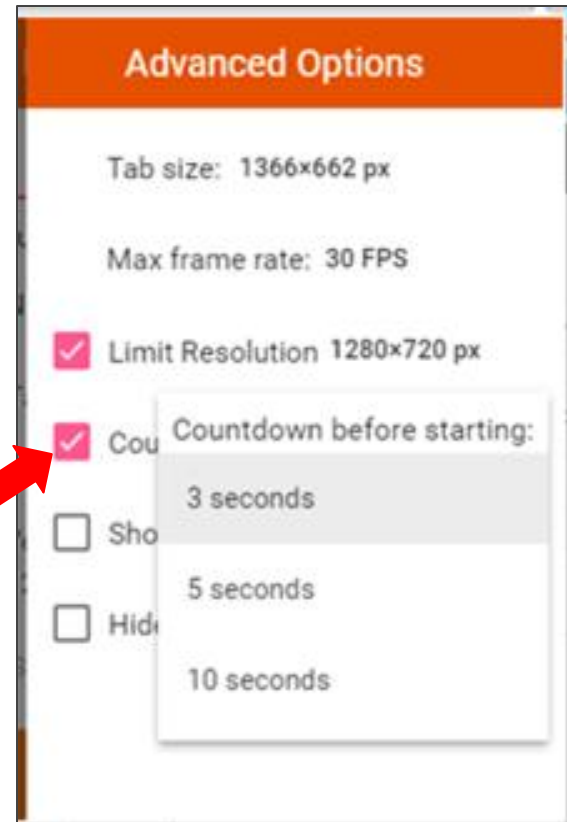 Advanced Options
Tab size: 1366×662 px
Max frame rate: 30 FPS
Limit Resolution 1280×720 px
Cou
Countdown before starting:
3 seconds
Sho
5 seconds
Hide
10 seconds